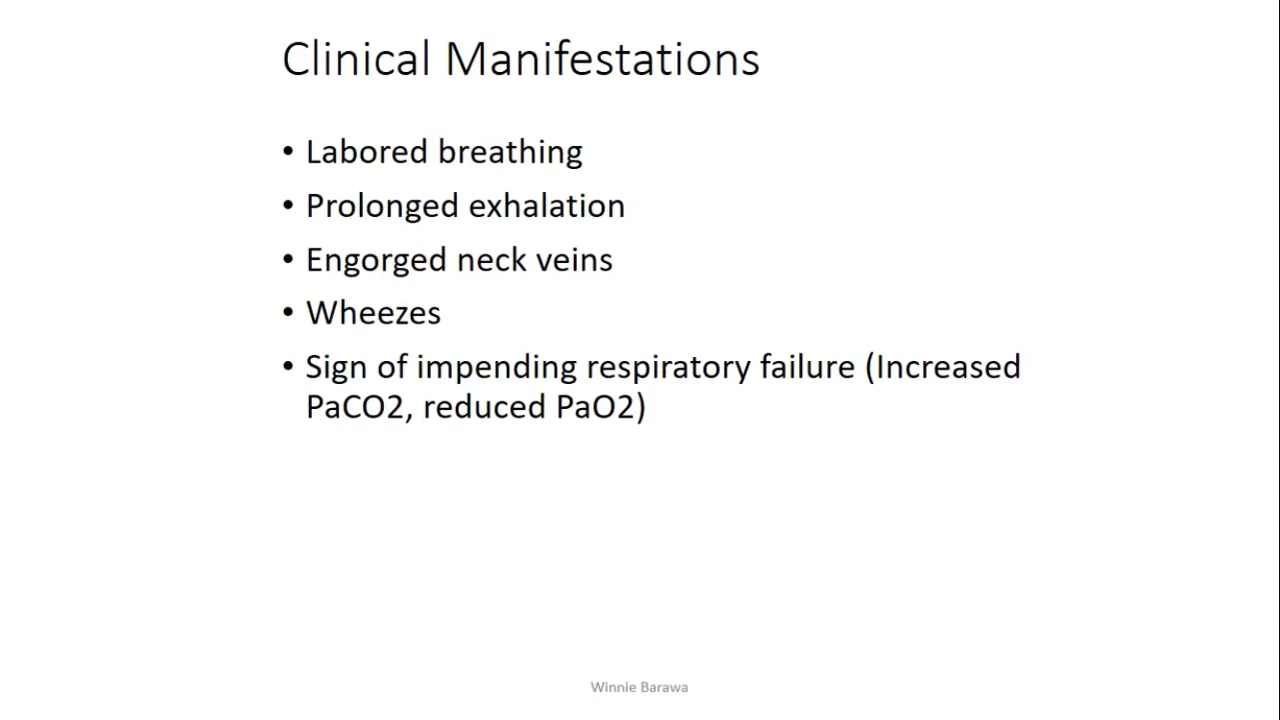 Clinical Manifestations
• Labored breathing
• Prolonged exhalation
• Engorged neck veins
• Wheezes
• Sign of impending respiratory failure (Increased
PaCO2, reduced PaO2)
Winnie Barawa